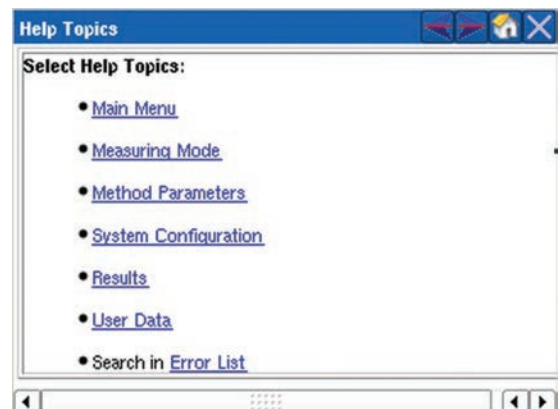 Help Topics
Select Help Topics:
Main Menu
Measuring Mode
Method Parameters
System Configuration
Results
User Data
Search in Error List